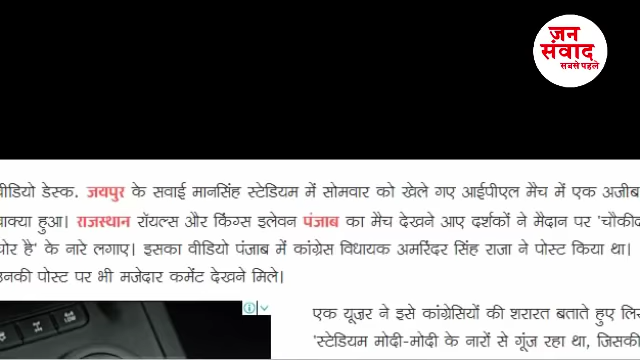 जन
संवाद
सबसे पहले
वीडियो डेस्क. जयपुर के सवाई मानसिंह स्टेडियम में सोमवार को खेले गए आईपीएल मैच में एक अजीब
वाक्या हुआ। राजस्थान रॉयल्स और किंग्स इलेवन पंजाब का मैच देखने आए दर्शकों ने मैदान पर 'चौकीद
चोर है' के नारे लगाए। इसका वीडियो पंजाब में कांग्रेस विधायक अमरिंदर सिंह राजा ने पोस्ट किया था।
उनकी पोस्ट पर भी मजेदार कमेंट देखने मिले।
एक यूजर ने इसे कांग्रेसियों की शरारत बताते हुए लि
'स्टेडियम मोदी-मोदी के नारों से गूंज रहा था, जिसकी